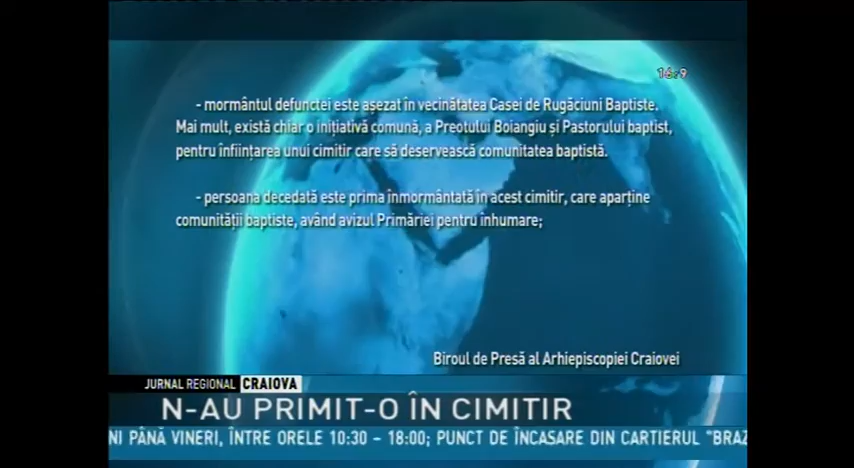 16:9
- mormântul defunctei este așezat în vecinătatea Casei de Rugăciuni Baptiste.
Mai mult, există chiar o inițiativă comună, a Preotului Boiangiu și Pastorului baptist,
pentru înființarea unui cimitir care să deservească comunitatea baptistă.
- persoana decedată este prima înmormântată în acest cimitir, care aparține
comunității baptiste, având avizul Primăriei pentru înhumare;
Biroul de Presă al Arhiepiscopiei Craiovei
JURNAL REGIONAL CRAIOVA
N-AU PRIMIT-O ÎN CIMITIR
NI PÂNĂ VINERI, ÎNTRE ORELE 10:30 - 18:00; PUNCT DE ÎNCASARE DIN CARTIERUL "BRAZ